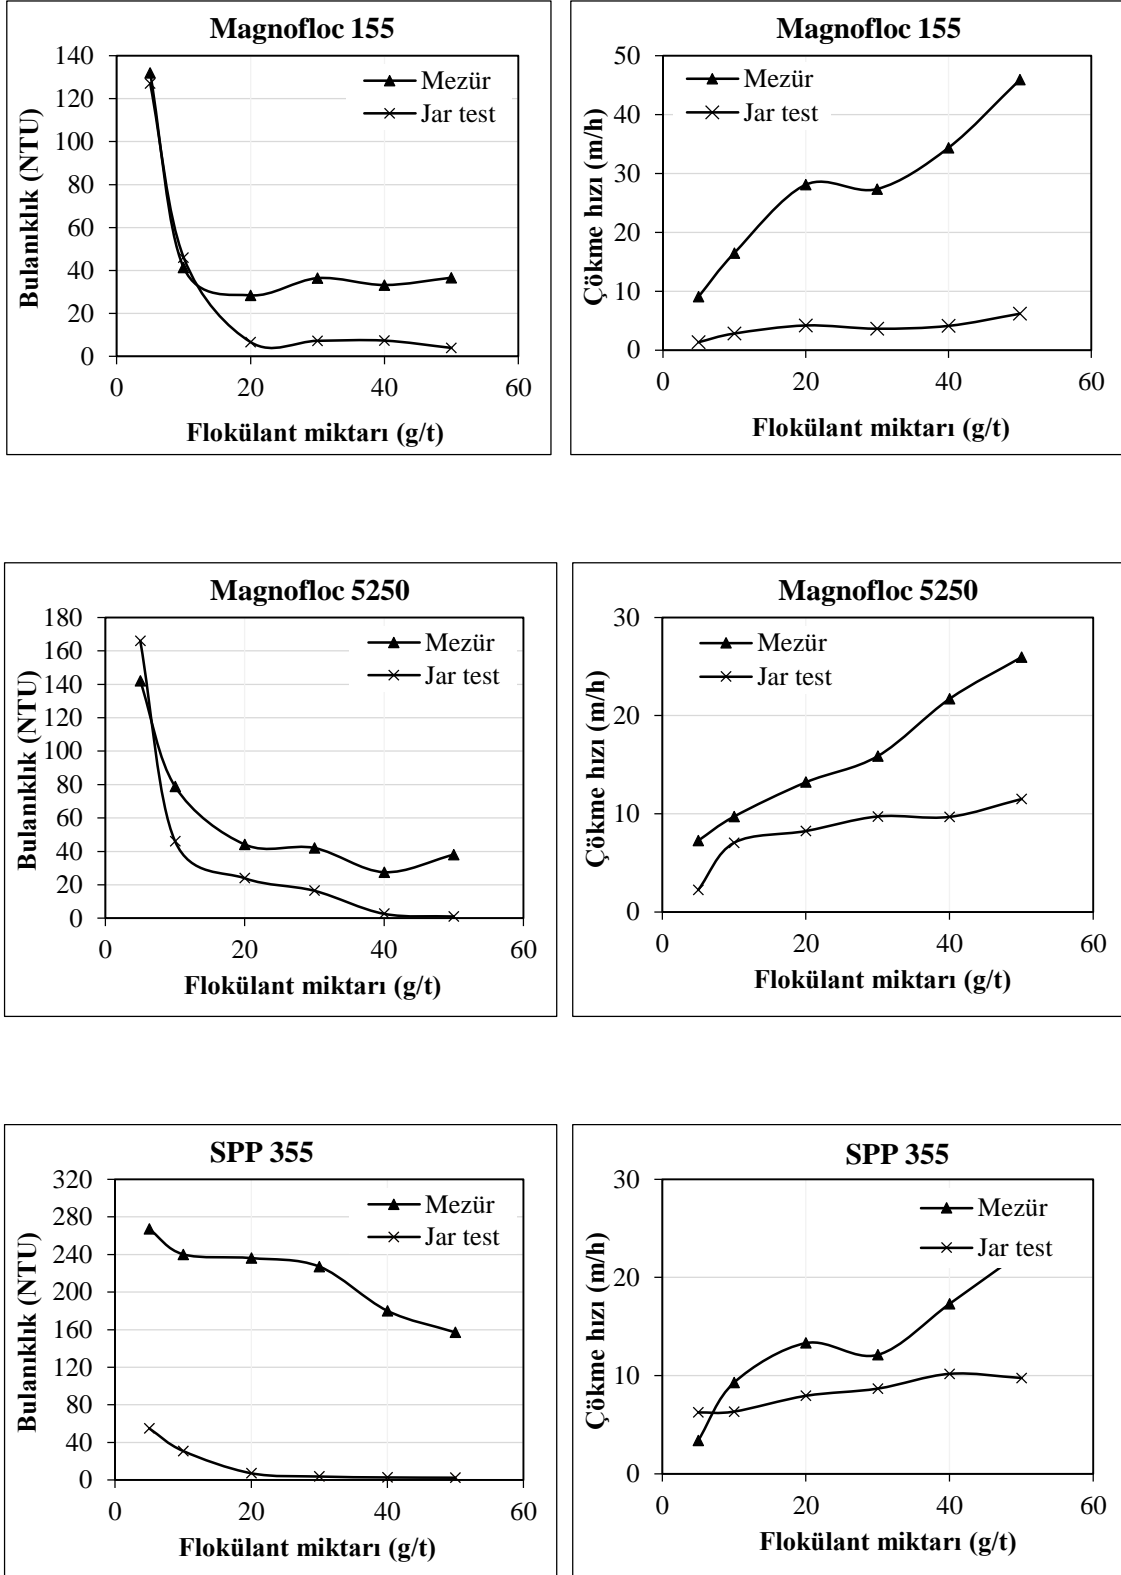 Magnofloc 155
140
120
100
80
60
40
20
0
Bulanıklık (NTU)
Mezür
Jar test
0 20 40 60
Flokülant miktarı (g/t)
Magnofloc 155
50
40
30
20
10
0
Çökme hızı (m/h)
Mezür
Jar test
0 20 40 60
Flokülant miktarı (g/t)
Magnofloc 5250
180
160
140
120
100
80
60
40
20
0
Bulanıklık (NTU)
Mezür
Jar test
0 20 40 60
Flokülant miktarı (g/t)
Magnofloc 5250
30
20
10
0
Çökme hızı (m/h)
Mezür
Jar test
0 20 40 60
Flokülant miktarı (g/t)
SPP 355
320
280
240
200
160
120
80
40
0
Bulanıklık (NTU)
Mezür
Jar test
0 20 40 60
Flokülant miktarı (g/t)
SPP 355
30
20
10
0
Çökme hızı (m/h)
Mezür
Jar test
0 20 40 60
Flokülant miktarı (g/t)